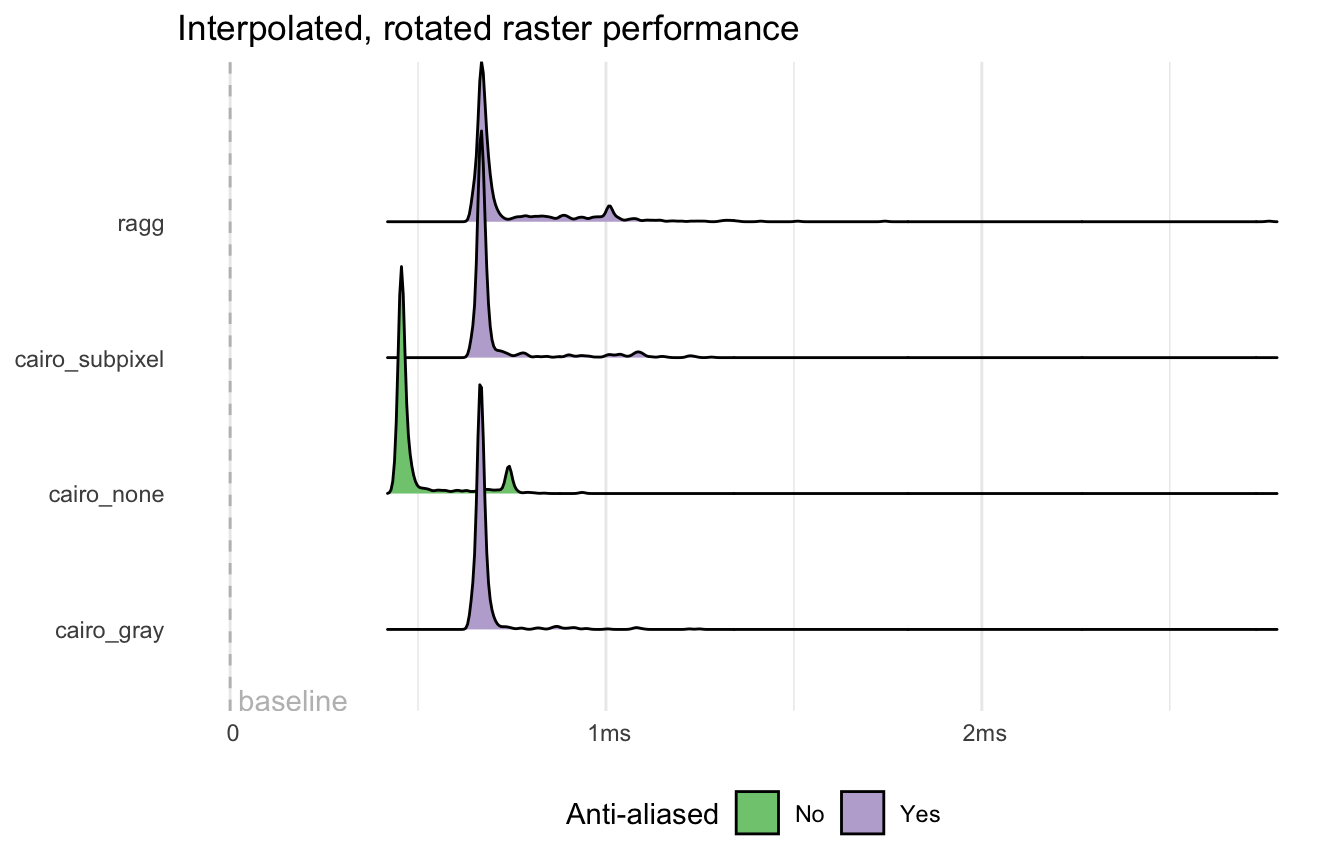 Interpolated, rotated raster performance
ragg
cairo_subpixel
cairo_none
cairo_gray
baseline
0 1ms 2ms
Anti-aliased No Yes